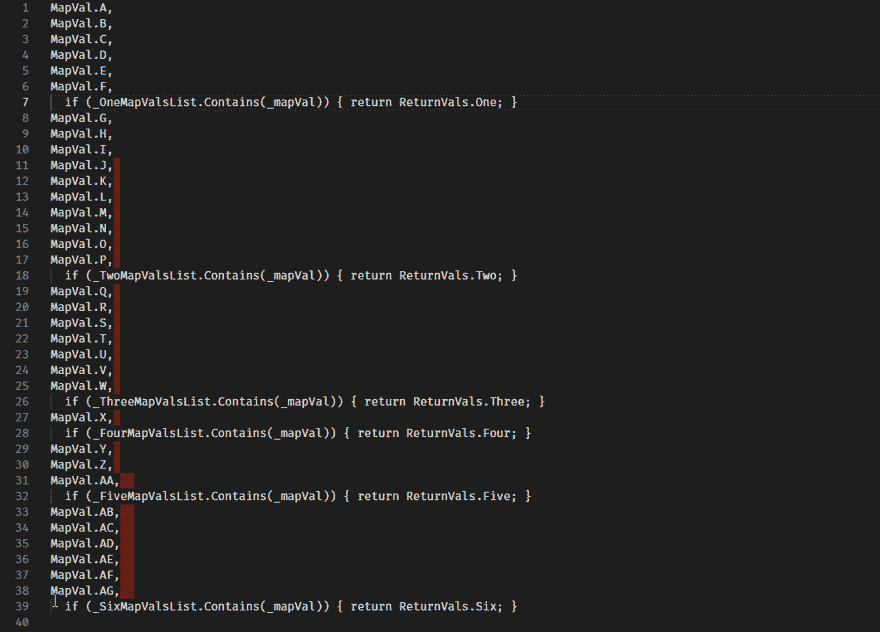 1 MapVal.A,
2 MapVal.B,
3 MapVal.C,
4 MapVal.D,
5 MapVal.E,
6 MapVal.F,
7 if (_OneMapValsList.Contains(_mapVal)) { return ReturnVals.One; }
8 MapVal.G,
9 MapVal.H,
10 MapVal.I,
11 MapVal.J,
12 MapVal.K,
13 MapVal.L,
14 MapVal.M,
15 MapVal.N,
16 MapVal.O,
17 MapVal.P,
18 if (_TwoMapValsList.Contains(_mapVal)) { return ReturnVals.Two; }
19 MapVal.Q,
20 MapVal.R,
21 MapVal.S,
22 MapVal.T,
23 MapVal.U,
24 MapVal.V,
25 MapVal.W,
26 if (_ThreeMapValsList.Contains(_mapVal)) { return ReturnVals.Three; }
27 MapVal.X,
28 if (_FourMapValsList.Contains(_mapVal)) { return ReturnVals.Four; }
29 MapVal.Y,
30 MapVal.Z,
31 MapVal.AA,
32 if (_FiveMapValsList.Contains(_mapVal)) { return ReturnVals.Five; }
33 MapVal.AB,
34 MapVal.AC,
35 MapVal.AD,
36 MapVal.AE,
37 MapVal.AF,
38 MapVal.AG,
39 if (_SixMapValsList.Contains(_mapVal)) { return ReturnVals.Six; }
40